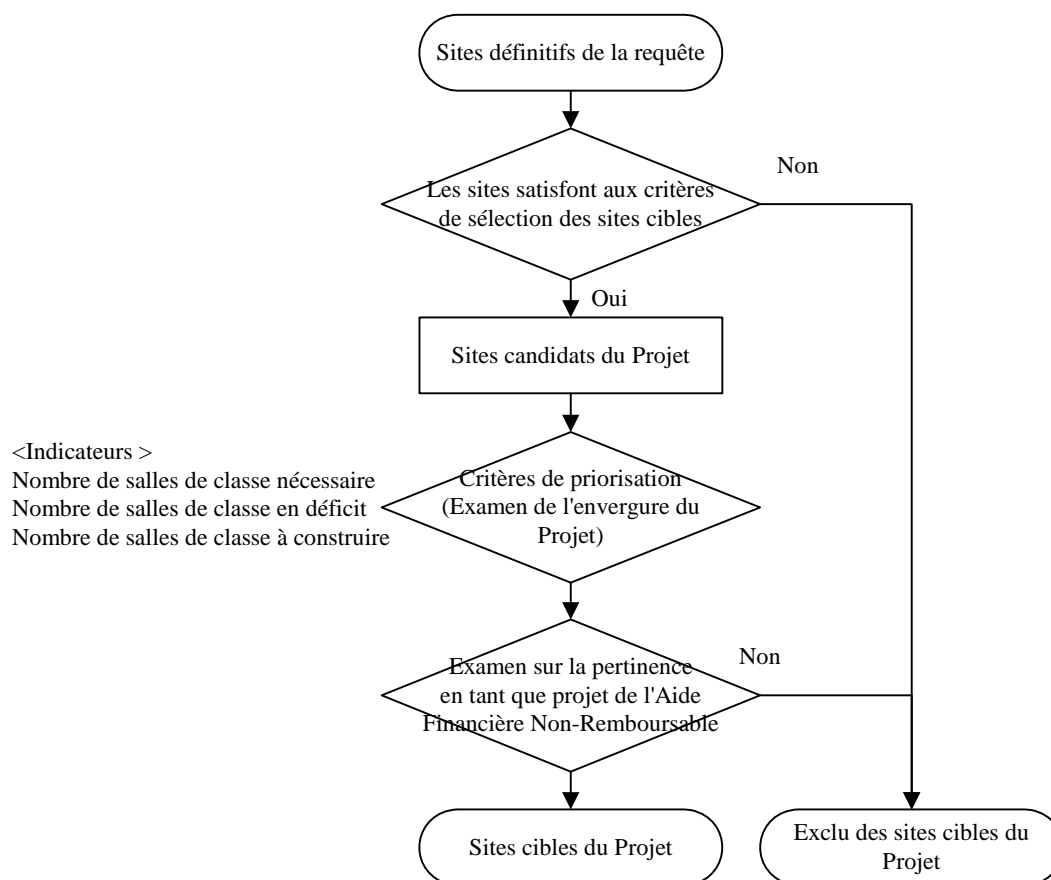 Sites définitifs de la requête
Non
Les sites satisfont aux critères
de sélection des sites cibles
Oui
Sites candidats du Projet
<Indicateurs >
Nombre de salles de classe nécessaire
Nombre de salles de classe en déficit
Nombre de salles de classe à construire
Critères de priorisation
(Examen de l'envergure du
Projet)
Non
Examen sur la pertinence
en tant que projet de l'Aide
Financière Non-Remboursable
Sites cibles du Projet
Exclu des sites cibles du
Projet